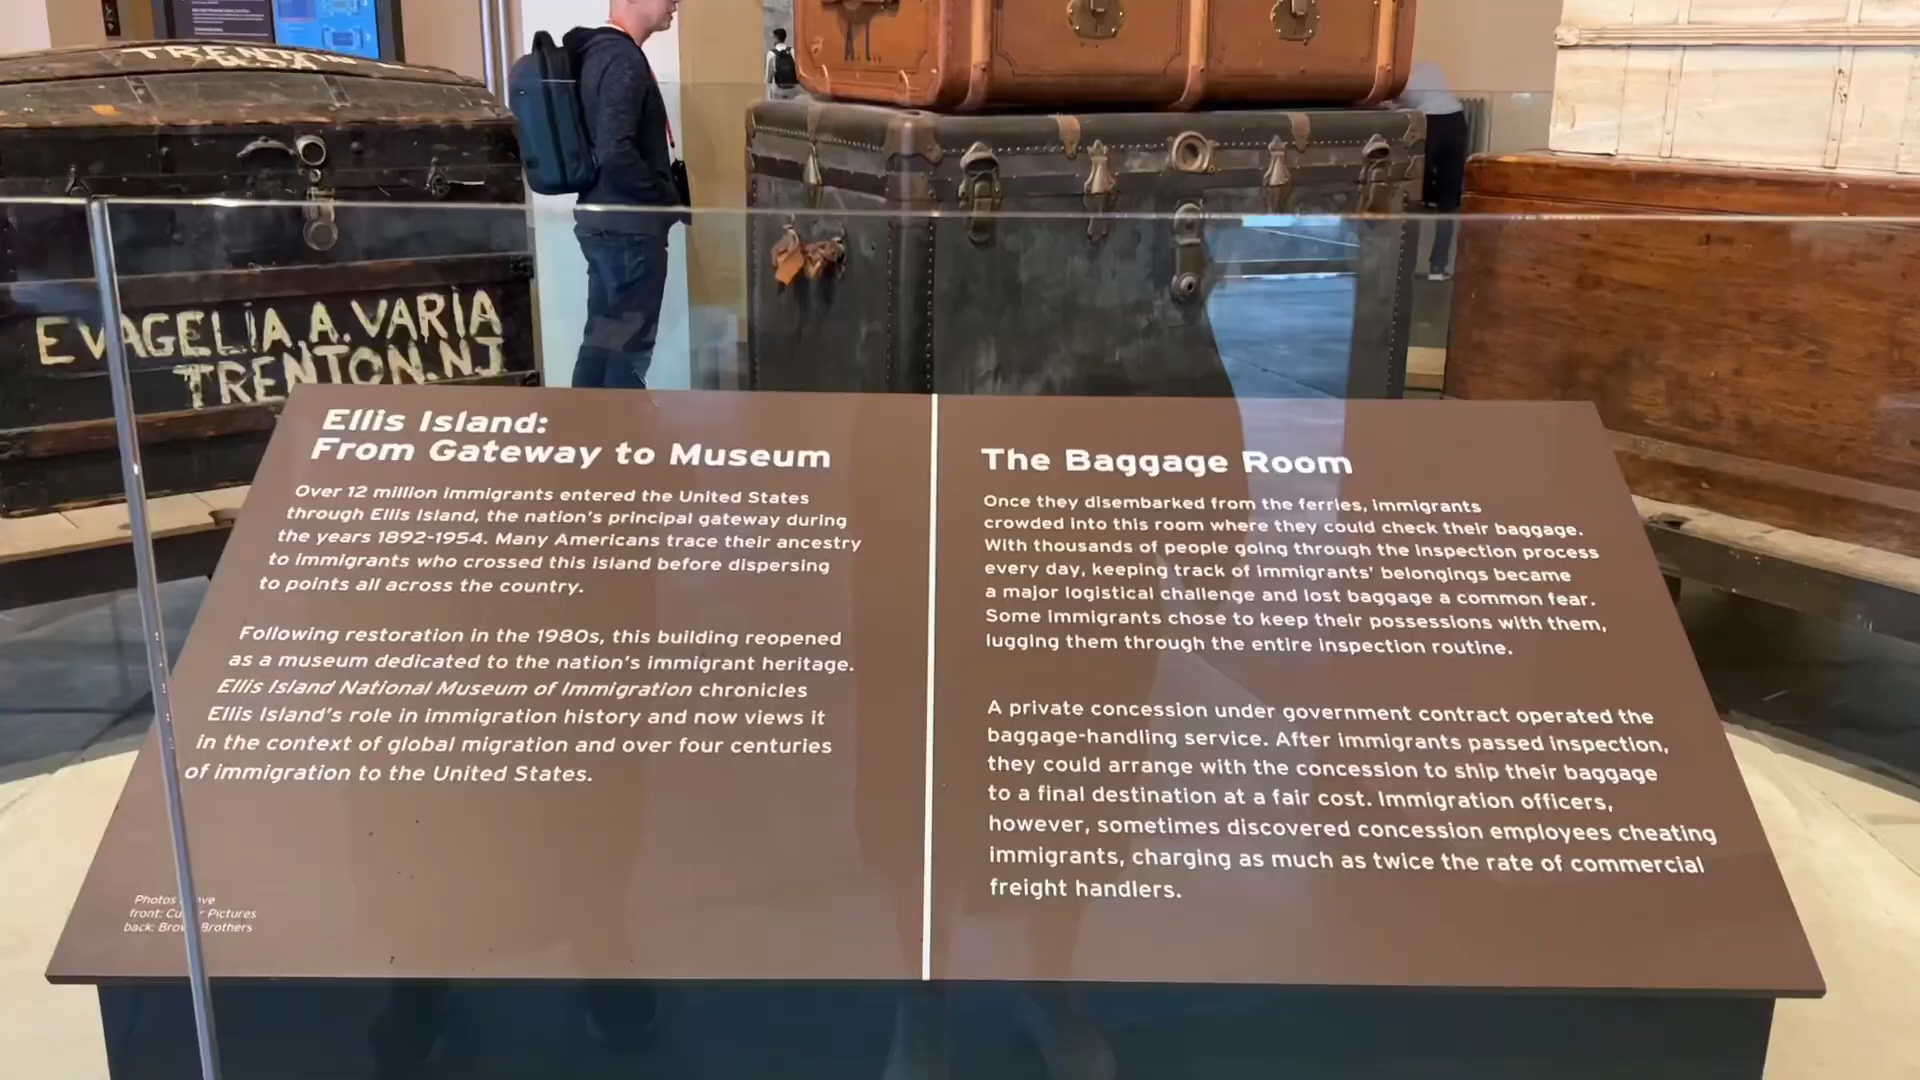 TRENTON
EVAGELIA.A.VARIA
TRENTON.NJ
Ellis Island:
From Gateway to Museum
Over 12 million immigrants entered the United States
through Ellis Island, the nation's principal gateway during
the years 1892-1954. Many Americans trace their ancestry
to immigrants who crossed this island before dispersing
to points all across the country.
Following restoration in the 1980s, this building reopened
as a museum dedicated to the nation's immigrant heritage.
Ellis Island National Museum of Immigration chronicles
Ellis Island's role in immigration history and now views it
in the context of global migration and over four centuries
of immigration to the United States.
Photos
front: Pictures
back: Brothers
The Baggage Room
Once they disembarked from the ferries, immigrants
crowded into this room where they could check their baggage.
With thousands of people going through the inspection process
every day, keeping track of immigrants' belongings became
a major logistical challenge and lost baggage a common fear.
Some immigrants chose to keep their possessions with them,
lugging them through the entire inspection routine.
A private concession under government contract operated the
baggage-handling service. After immigrants passed inspection,
they could arrange with the concession to ship their baggage
to a final destination at a fair cost. Immigration officers,
however, sometimes discovered concession employees cheating
immigrants, charging as much as twice the rate of commercial
freight handlers.